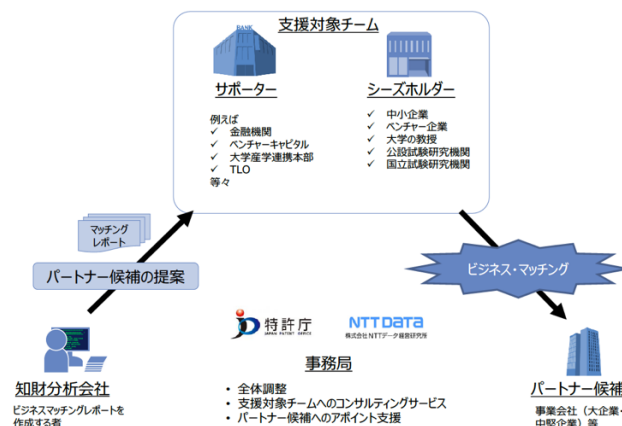 支援対象チーム
BANK
サポーター
例えば
✓ 金融機関
✓ ベンチャーキャピタル
✓ 大学産学連携本部
✓ TLO
等々
シーズホルダー
✓ 中小企業
✓ ベンチャー企業
✓ 大学の教授
✓ 公設試験研究機関
✓ 国立試験研究機関
マッチング
レポート
パートナー候補の提案
ビジネス・マッチング
知財分析会社
ビジネスマッチングレポートを
作成する者
特許庁
JAPAN PATENT OFFICE
NTT DATA
株式会社NTTデータ経営研究所
事務局
• 全体調整
• 支援対象チームへのコンサルティングサービス
• パートナー候補へのアポイント支援
パートナー候補
事業会社（大企業・
中堅企業）等